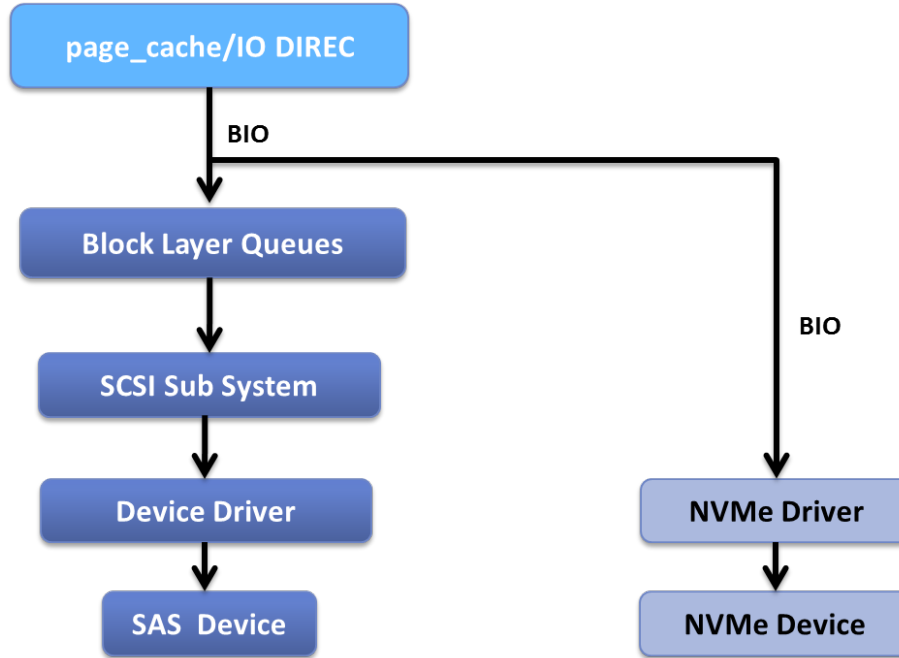 page_cache/IO DIREC
BIO
Block Layer Queues
BIO
SCSI Sub System
Device Driver
NVMe Driver
SAS  Device
NVMe Device